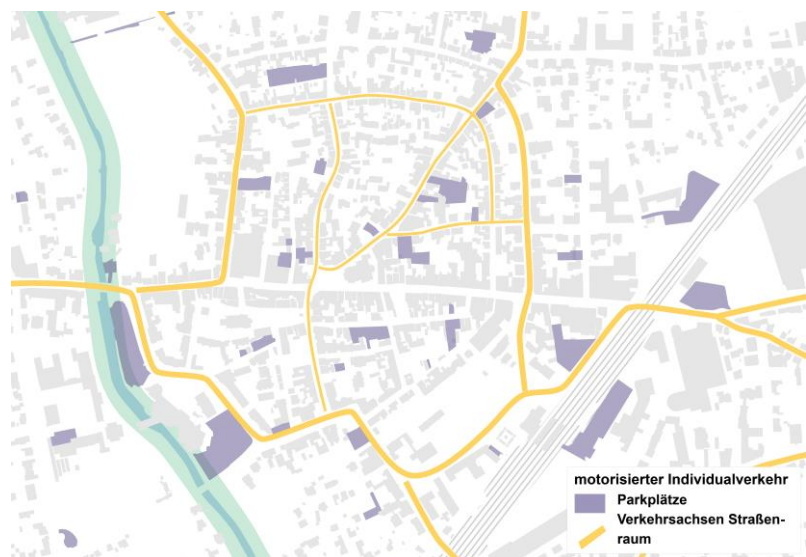 motorisierter Individualverkehr
Parkplätze
Verkehrsachsen Straßen-
raum